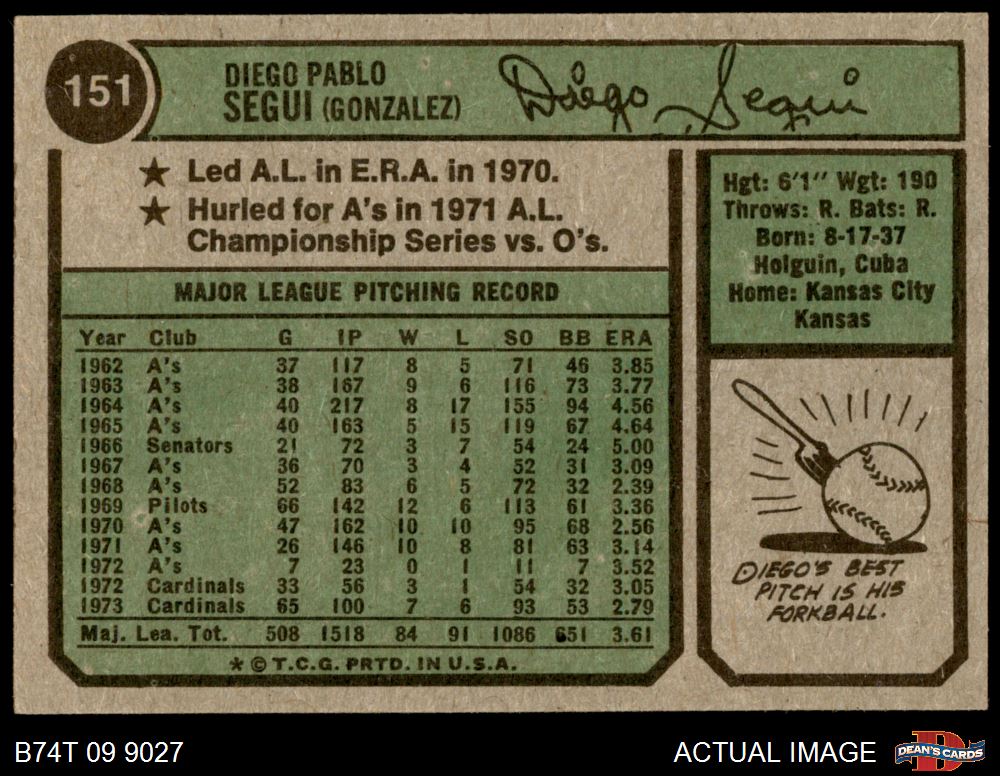 151
DIEGO PABLO
SEGUI (GONZALEZ)
Diego Segui
★ Led A.L. in E.R.A. in 1970.
★ Hurled for A's in 1971 A.L.
Championship Series vs. O's.
Hgt: 6'1" Wgt: 190
Throws: R. Bats: R.
Born: 8-17-37
Holguin, Cuba
Home: Kansas City
Kansas
MAJOR LEAGUE PITCHING RECORD
Year Club G IP W L SO BB ERA
1962 A's 37 117 8 5 71 46 3.85
1963 A's 38 167 9 6 116 73 3.77
1964 A's 40 217 8 17 155 94 4.56
1965 A's 40 163 5 15 119 67 4.64
1966 Senators 21 72 3 7 54 24 5.00
1967 A's 36 70 3 4 52 31 3.09
1968 A's 52 83 6 5 72 32 2.39
1969 Pilots 66 142 12 6 113 61 3.36
1970 A's 47 162 10 10 95 68 2.56
1971 A's 26 146 10 8 81 63 3.14
1972 A's 7 23 0 1 11 7 3.52
1972 Cardinals 33 56 3 1 54 32 3.05
1973 Cardinals 65 100 7 6 93 53 2.79
Maj. Lea. Tot. 508 1518 84 91 1086 651 3.61
★ © T.C.G. PRTD. IN U.S.A.
DIEGO'S BEST
PITCH IS HIS
FORKBALL.
B74T 09 9027
ACTUAL IMAGE
D
DEAN'S CARDS